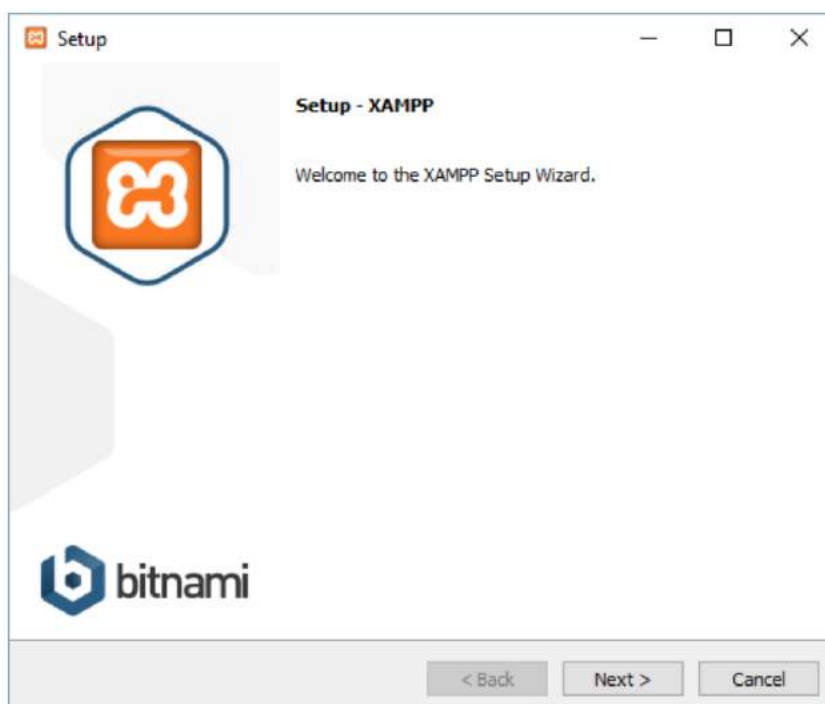 Setup
Setup - XAMPP
Welcome to the XAMPP Setup Wizard.
bitnami
< Back
Next >
Cancel